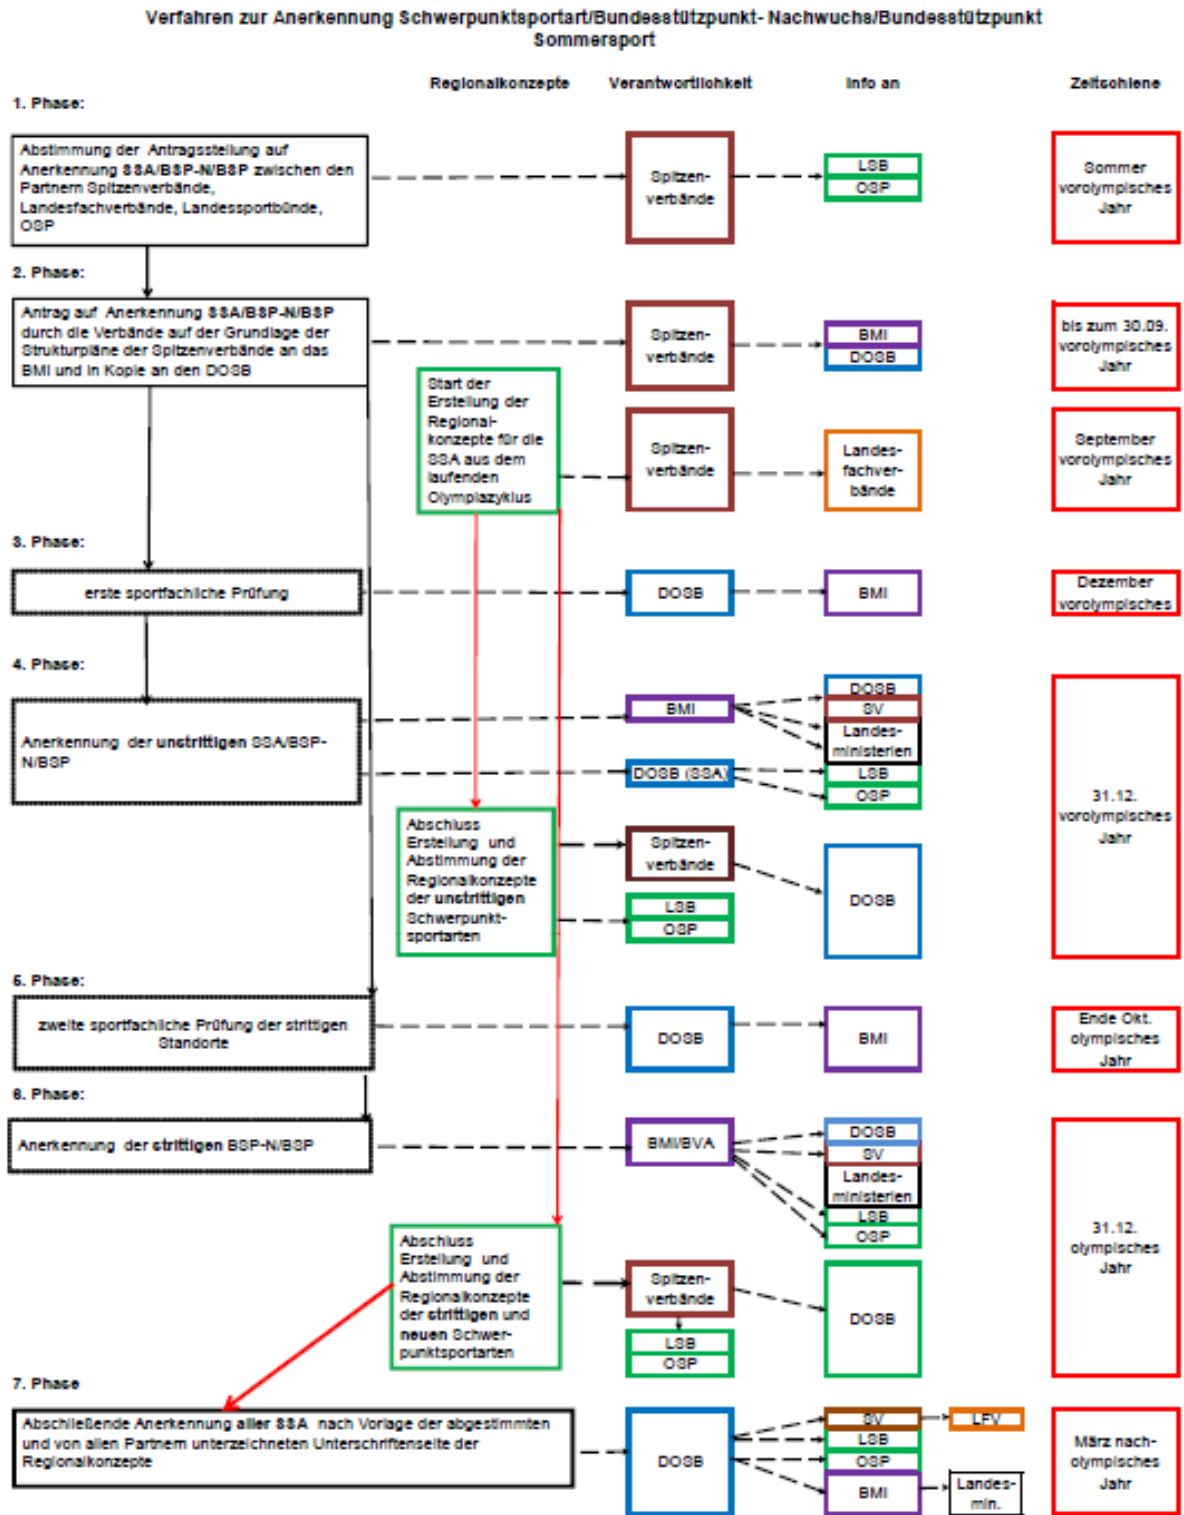 Verfahren zur Anerkennung Schwerpunktsportart/Bundesstützpunkt- Nachwuchs/Bundesstützpunkt
Sommersport
Regionalkonzepte
Verantwortlichkeit
Info an
Zeitschiene
1. Phase:
Abstimmung der Antragsstellung auf
Anerkennung SSA/BSP-N/BSP zwischen den
Partnern Spitzenverbände,
Landesfachverbände, Landessportbünde,
OSP
Spitzen-
verbände
LSB
OSP
Sommer
vorolympisches
Jahr
2. Phase:
Antrag auf Anerkennung SSA/BSP-N/BSP
durch die Verbände auf der Grundlage der
Strukturpläne der Spitzenverbände an das
BMI und in Kopie an den DOSB
Spitzen-
verbände
BMI
DOSB
bis zum 30.09.
vorolympisches
Jahr
Start der
Erstellung der
Regional-
konzepte für die
SSA aus dem
laufenden
Olympiazyklus
Spitzen-
verbände
Landes-
fachver-
bände
September
vorolympisches
Jahr
3. Phase:
erste sportfachliche Prüfung
DOSB
BMI
Dezember
vorolympisches
4. Phase:
Anerkennung der unstrittigen SSA/BSP-
N/BSP
BMI
DOSB (SSA)
DOSB
SV
Landes-
ministerien
LSB
OSP
31.12.
vorolympisches
Jahr
Abschluss
Erstellung und
Abstimmung der
Regionalkonzepte
der unstrittigen
Schwerpunkt-
sportarten
Spitzen-
verbände
LSB
OSP
DOSB
5. Phase:
zweite sportfachliche Prüfung der strittigen
Standorte
DOSB
BMI
Ende Okt.
olympisches
Jahr
6. Phase:
Anerkennung der strittigen BSP-N/BSP
BMI/BVA
DOSB
SV
Landes-
ministerien
LSB
OSP
31.12.
olympisches
Jahr
Abschluss
Erstellung und
Abstimmung der
Regionalkonzepte
der strittigen und
neuen Schwer-
punktsportarten
Spitzen-
verbände
LSB
OSP
DOSB
7. Phase
Abschließende Anerkennung aller SSA nach Vorlage der abgestimmten
und von allen Partnern unterzeichneten Unterschriftenseite der
Regionalkonzepte
DOSB
SV
LFV
LSB
OSP
BMI
Landes-
min.
März nach-
olympisches
Jahr